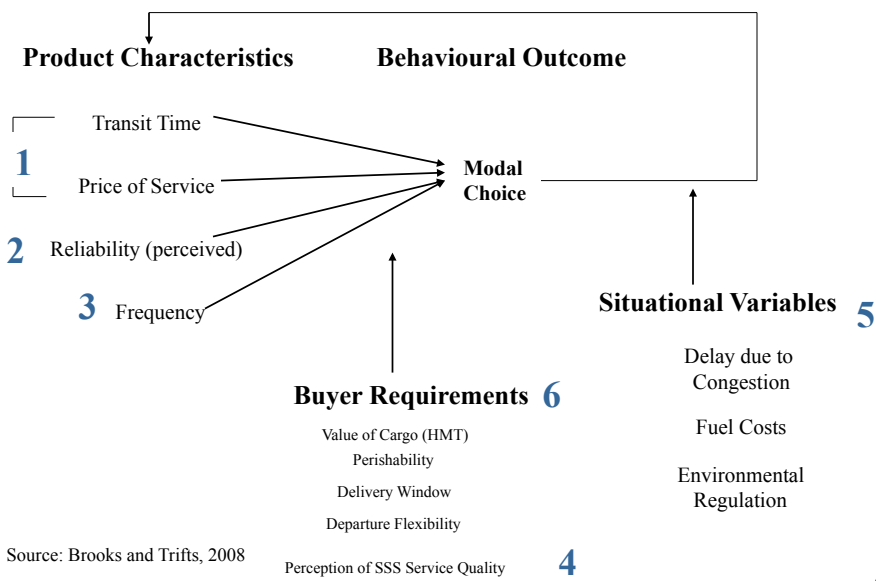 Product Characteristics
Behavioural Outcome
Transit Time
1
Price of Service
Modal
Choice
2 Reliability (perceived)
3 Frequency
Situational Variables 5
Delay due to
Congestion
Fuel Costs
Environmental
Regulation
Buyer Requirements 6
Value of Cargo (HMT)
Perishability
Delivery Window
Departure Flexibility
Perception of SSS Service Quality 4
Source: Brooks and Trifts, 2008